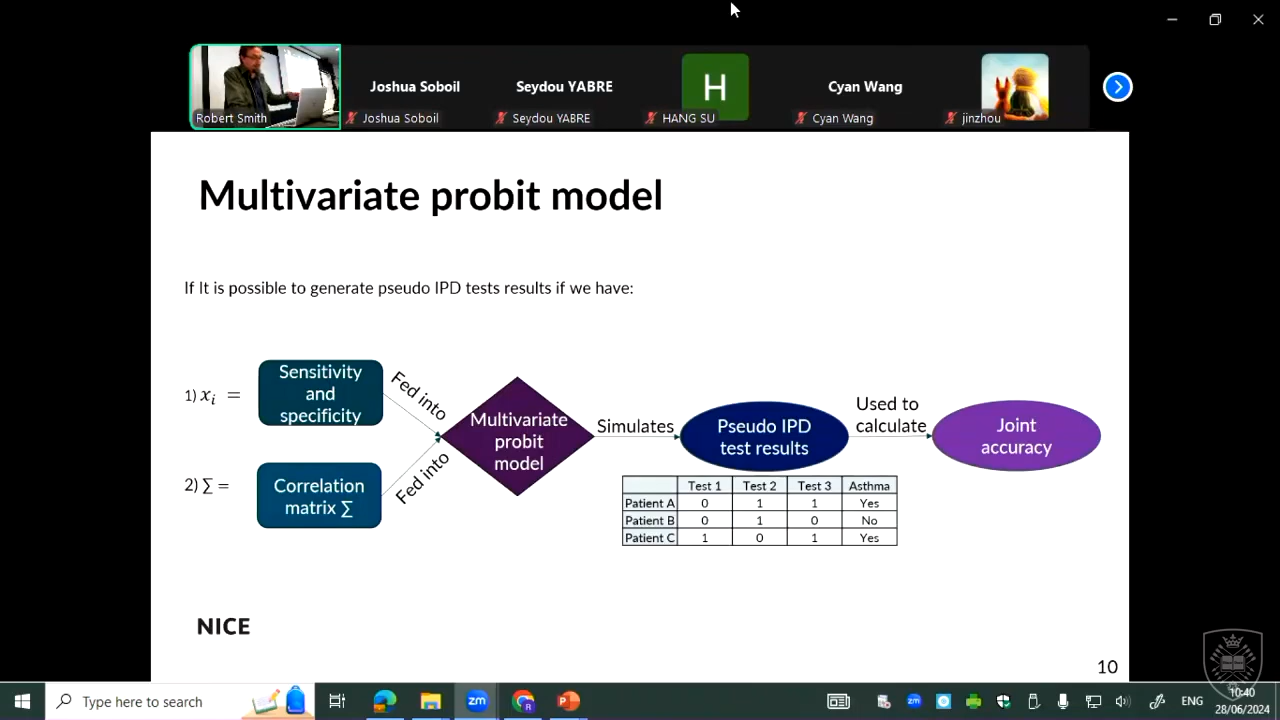 Joshua Soboil
Seydou YABRE
H
Cyan Wang
Robert Smith
Joshua Soboil
Seydou YABRE
HANG SU
Cyan Wang
jinzhou
Multivariate probit model
If It is possible to generate pseudo IPD tests results if we have:
1) xᵢ =
Sensitivity
and
specificity
Fed into
2) ∑ =
Correlation
matrix ∑
Fed into
Multivariate
probit
model
Simulates
Pseudo IPD
test results
Used to
calculate
Joint
accuracy
Test 1 Test 2 Test 3 Asthma
Patient A 0 1 1 Yes
Patient B 0 1 0 No
Patient C 1 0 1 Yes
NICE
10
Type here to search
zm
R
P
zm
ENG
10:40
28/06/2024